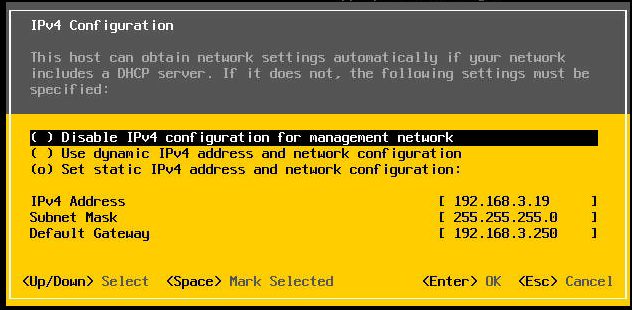 IPv4 Configuration
This host can obtain network settings automatically if your network
includes a DHCP server. If it does not, the following settings must be
specified:
( ) Disable IPv4 configuration for management network
( ) Use dynamic IPv4 address and network configuration
(o) Set static IPv4 address and network configuration:
IPv4 Address [ 192.168.3.19 ]
Subnet Mask [ 255.255.255.0 ]
Default Gateway [ 192.168.3.250 ]
<Up/Down> Select <Space> Mark Selected <Enter> OK <Esc> Cancel